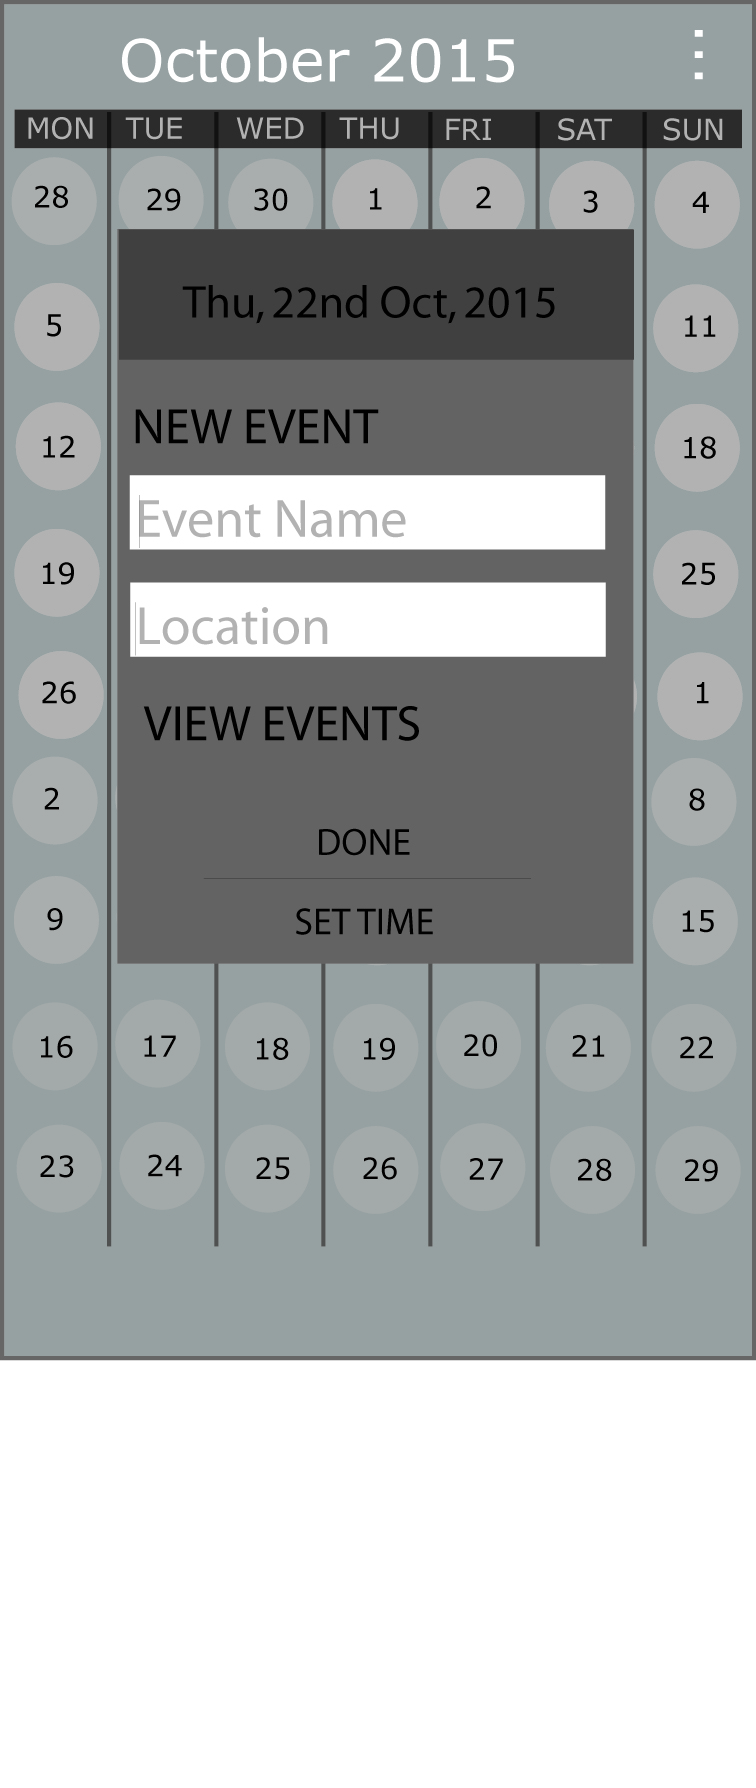 October 2015
MON TUE WED THU FRI SAT SUN
28 29 30 1 2 3 4
Thu, 22nd Oct, 2015
5 11
NEW EVENT
12 18
Event Name
19 25
Location
26 1
VIEW EVENTS
2 8
DONE
9 15
SET TIME
16 17 18 19 20 21 22
23 24 25 26 27 28 29